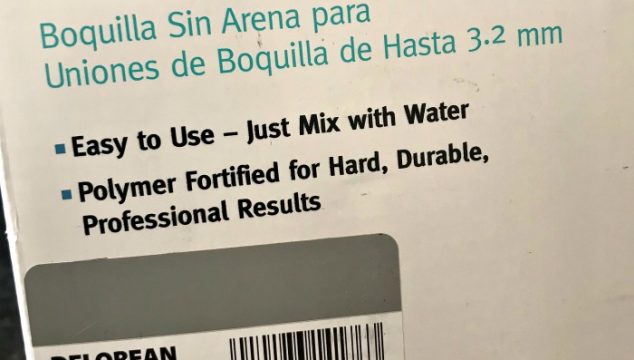 Boquilla Sin Arena para
Uniones de Boquilla de Hasta 3.2 mm
▪ Easy to Use – Just Mix with Water
▪ Polymer Fortified for Hard, Durable,
Professional Results
DELOREAN